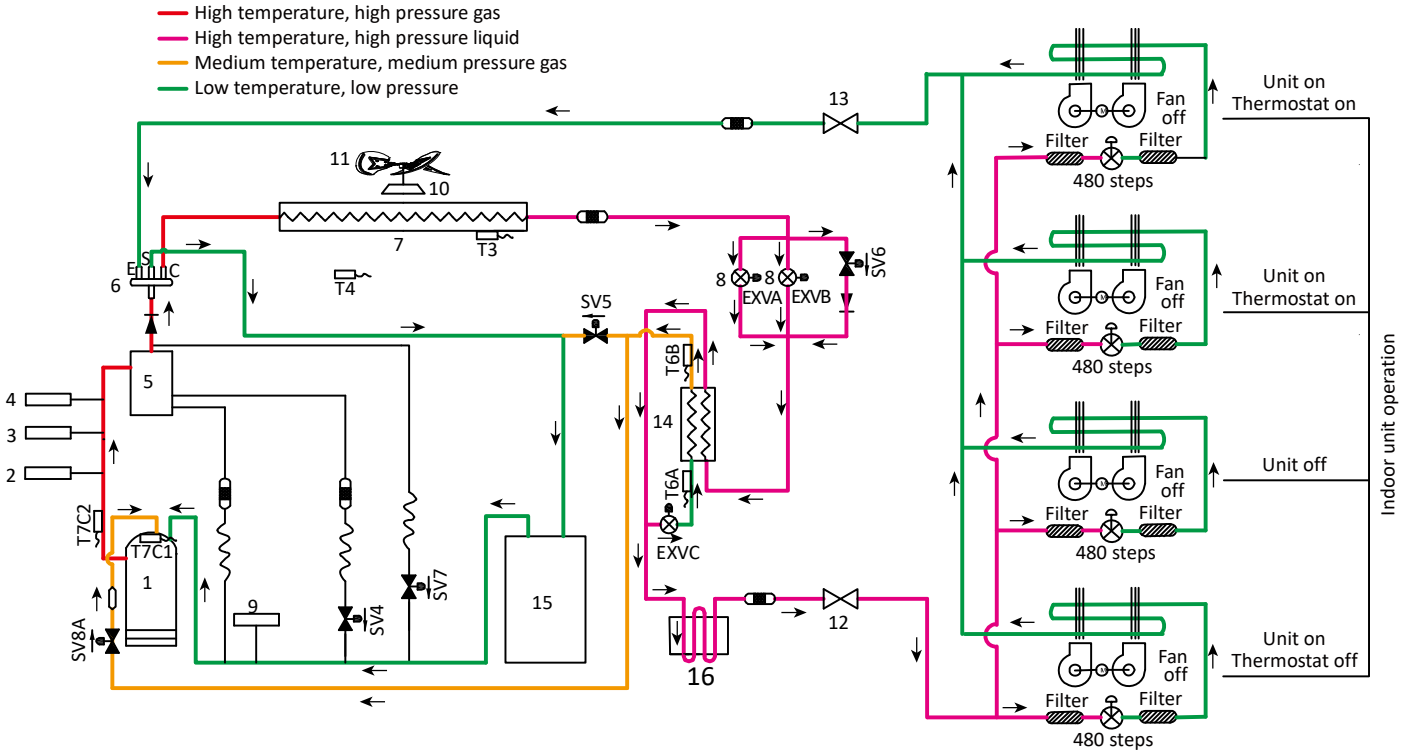 High temperature, high pressure gas
High temperature, high pressure liquid
Medium temperature, medium pressure gas
Low temperature, low pressure
13
Fan
off
Unit on
Thermostat on
Filter
Filter
480 steps
11
10
7
T3
T4
E
S
C
6
8
8
EXVA
EXVB
SV6
Fan
off
Unit on
Thermostat on
Filter
Filter
480 steps
SV5
T6B
5
4
3
2
14
T6A
EXVC
Fan
off
Unit off
Filter
Filter
480 steps
Indoor unit operation
T7C2
T7C1
1
SV8A
9
SV4
SV7
15
16
12
Fan
off
Unit on
Thermostat off
Filter
Filter
480 steps
M
M
M
M